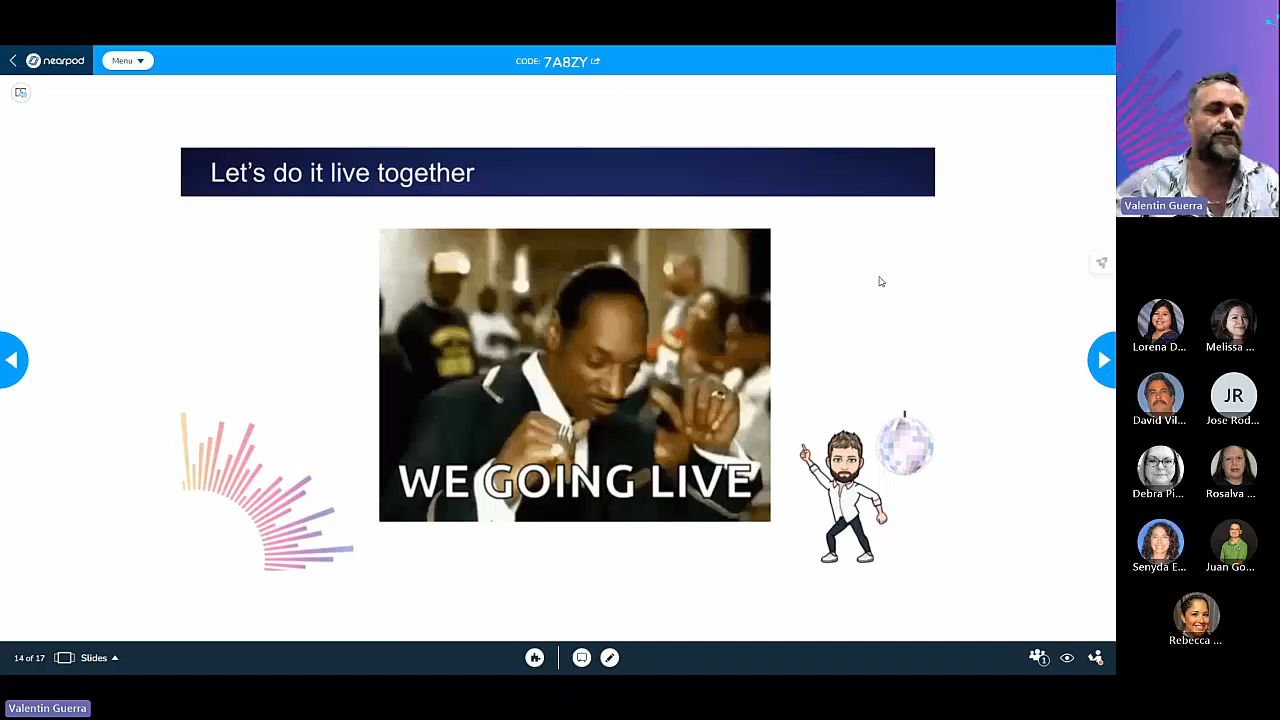 nearpod
Menu
CODE: 7A8ZY
Let's do it live together
WE GOING LIVE
Valentin Guerra
Lorena D...
Melissa ...
David Vil...
JR
Jose Rod...
Debra Pi...
Rosalva ...
Senyda E...
Juan Go...
Rebecca ...
14 of 17
Slides
1
Valentin Guerra